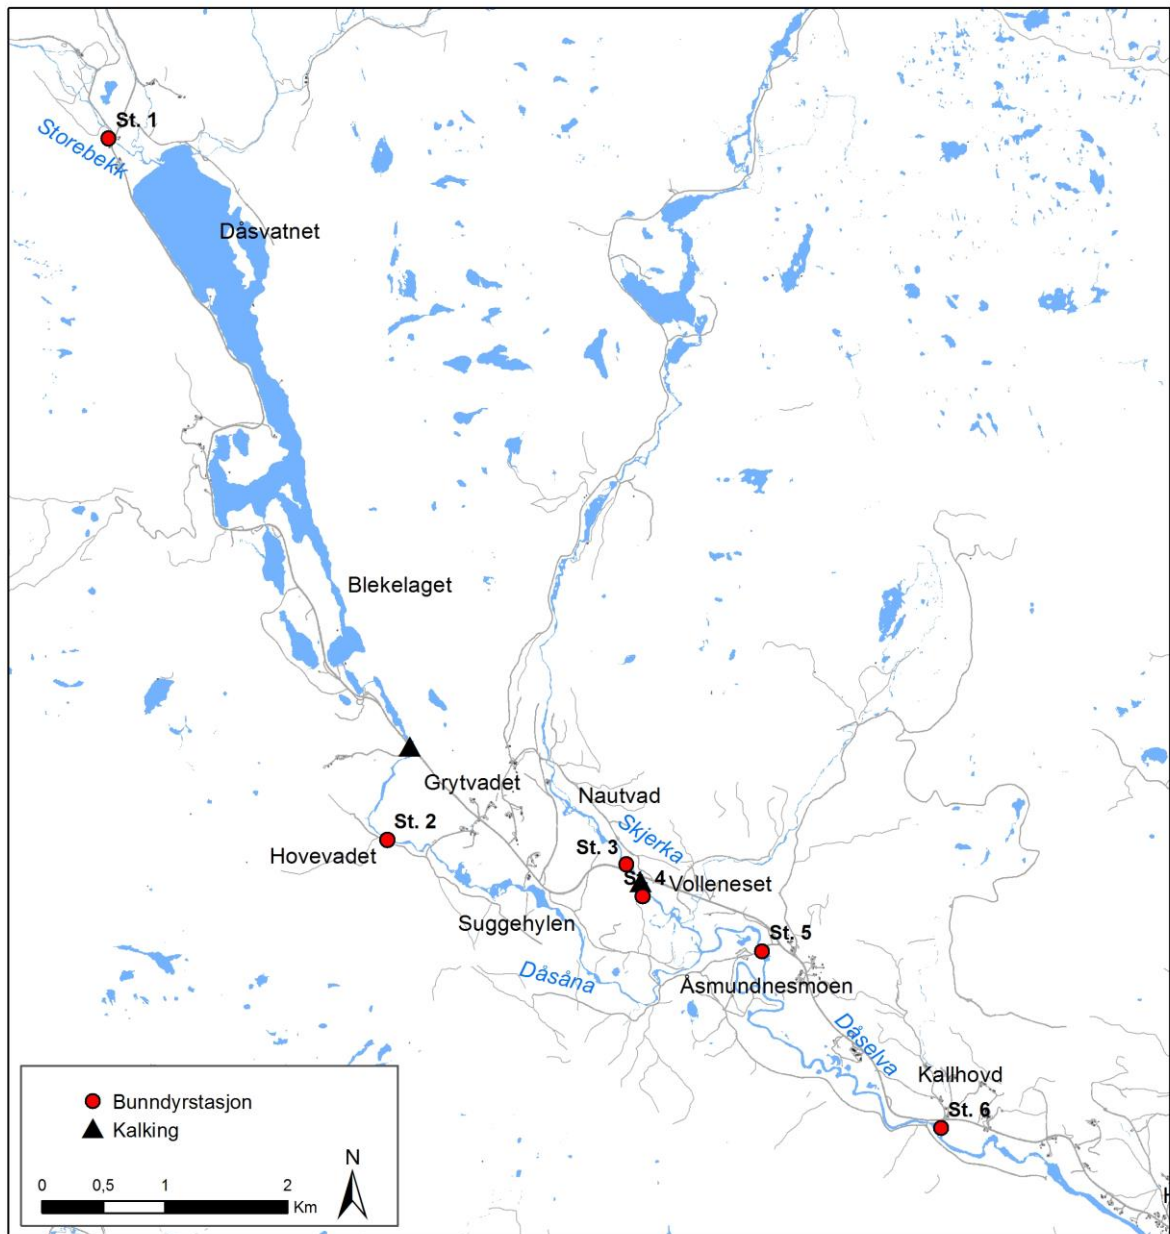 St. 1
Storebekk
Dåsvatnet
Blekelaget
Grytvadet
Nautvad
St. 2
Skjerka
Hovevadet
St. 3
St. 4
Volleneset
Suggehylen
St. 5
Dåsåna
Åsmundnesmoen
Dåselva
Kallhovd
St. 6
Bunndyrstasjon
Kalking
N
0 0,5 1 2
Km
H